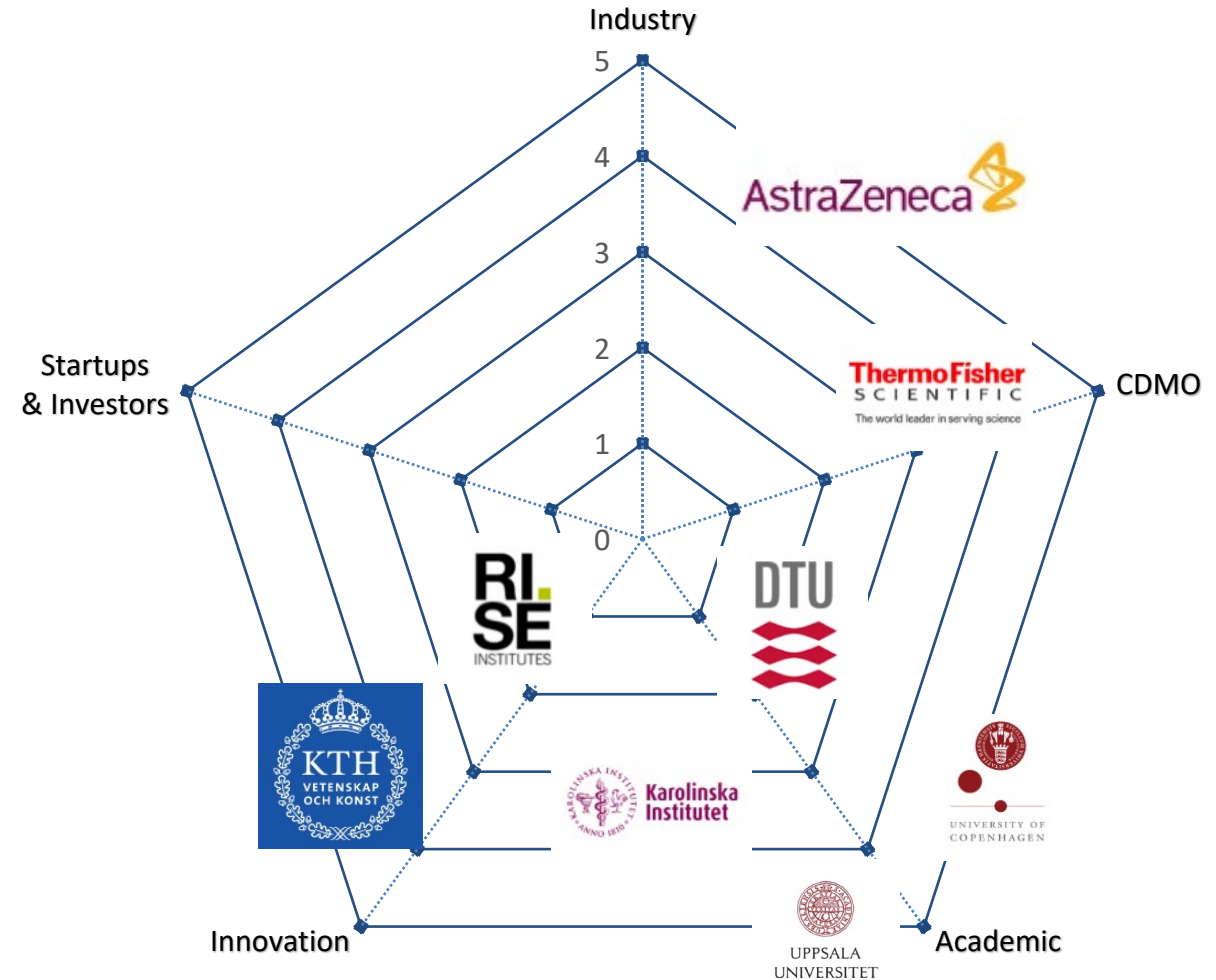 Industry
5
4
AstraZeneca
3
Startups
& Investors
2
ThermoFisher
SCIENTIFIC
The world leader in serving science
CDMO
1
0
RI.
SE
INSTITUTES
DTU
KTH
VETENSKAP
OCH KONST
KAROLINSKA INSTITUTET
ANNO 1810
Karolinska
Institutet
UNIVERSITY OF
COPENHAGEN
Innovation
UPPSALA
UNIVERSITET
Academic